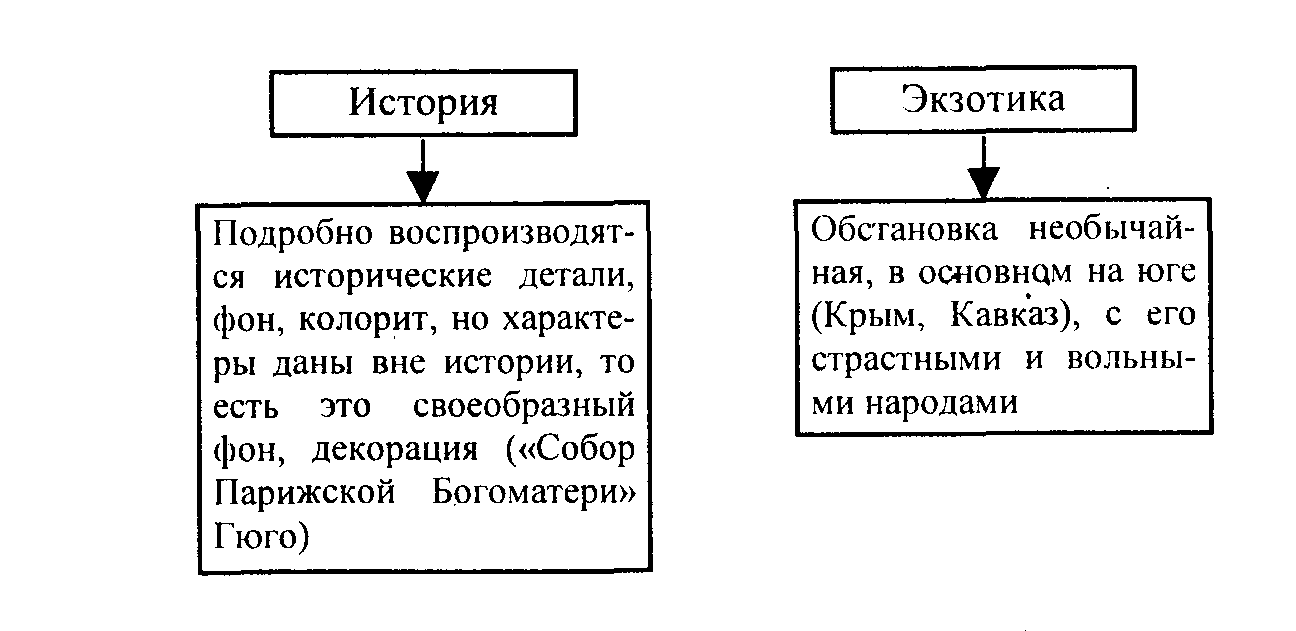 История
Подробно воспроизводят-
ся исторические детали,
фон, колорит, но характе-
ры даны вне истории, то
есть это своеобразный
фон, декорация («Собор
Парижской Богоматери»
Гюго)
Экзотика
Обстановка необычай-
ная, в основном на юге
(Крым, Кавказ), с его
страстными и вольны-
ми народами